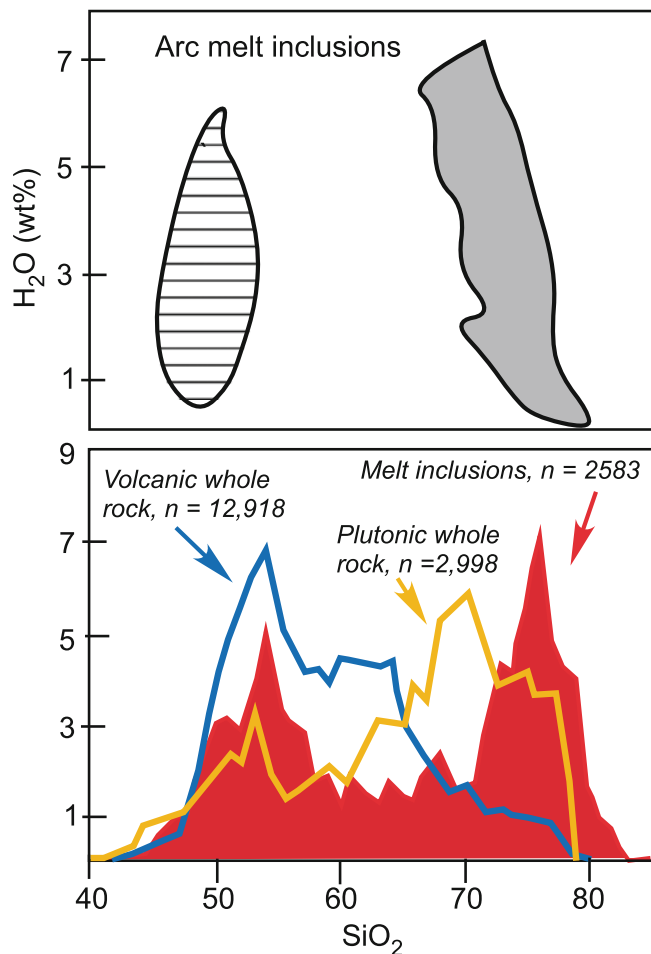 Arc melt inclusions
H₂O (wt%)
7
5
3
1
9
7
5
3
1
Volcanic whole
rock, n = 12,918
Melt inclusions, n = 2583
Plutonic whole
rock, n =2,998
40
50
60
70
80
SiO₂